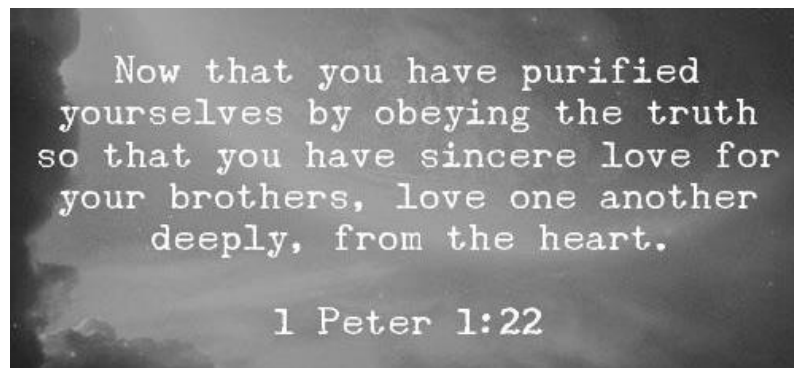 Now that you have purified
yourselves by obeying the truth
so that you have sincere love for
your brothers, love one another
deeply, from the heart.
1 Peter 1:22